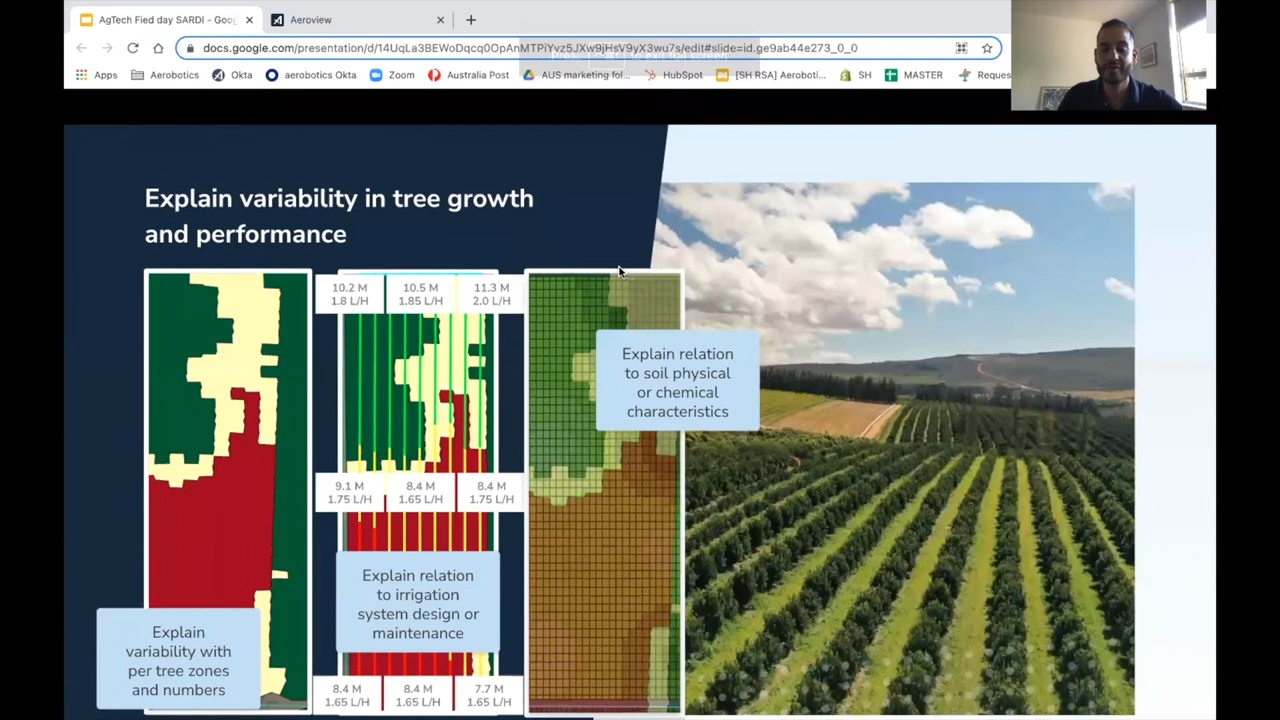 AgTech Fied day SARDI - Goog
Aeroview
docs.google.com/presentation/d/14UqLa3BEWoDqcq0OpAnMTPiYvz5JXw9jHsV9yX3wu7s/edit#slide=id.ge9ab44e273_0_0
Apps
Aerobotics
Okta
aerobotics Okta
Zoom
Australia Post
AUS marketing fol...
HubSpot
[SH RSA] Aeroboti...
SH
MASTER
Reques
Explain variability in tree growth
and performance
10.2 M
1.8 L/H
10.5 M
1.85 L/H
11.3 M
2.0 L/H
Explain relation
to soil physical
or chemical
characteristics
9.1 M
1.75 L/H
8.4 M
1.65 L/H
8.4 M
1.75 L/H
Explain relation
to irrigation
system design or
maintenance
Explain
variability with
per tree zones
and numbers
8.4 M
1.65 L/H
8.4 M
1.65 L/H
7.7 M
1.65 L/H